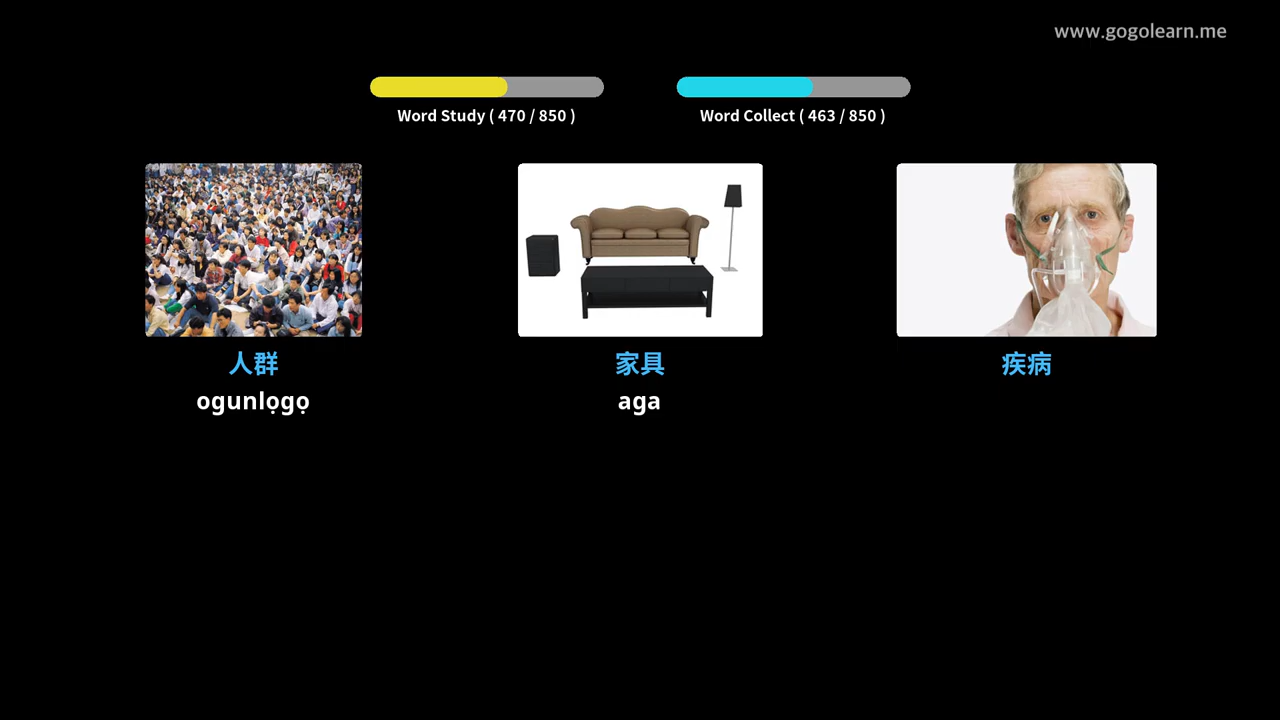 www.gogolearn.me
Word Study ( 470 / 850 )
Word Collect ( 463 / 850 )
人群
ogunlọgọ
家具
aga
疾病